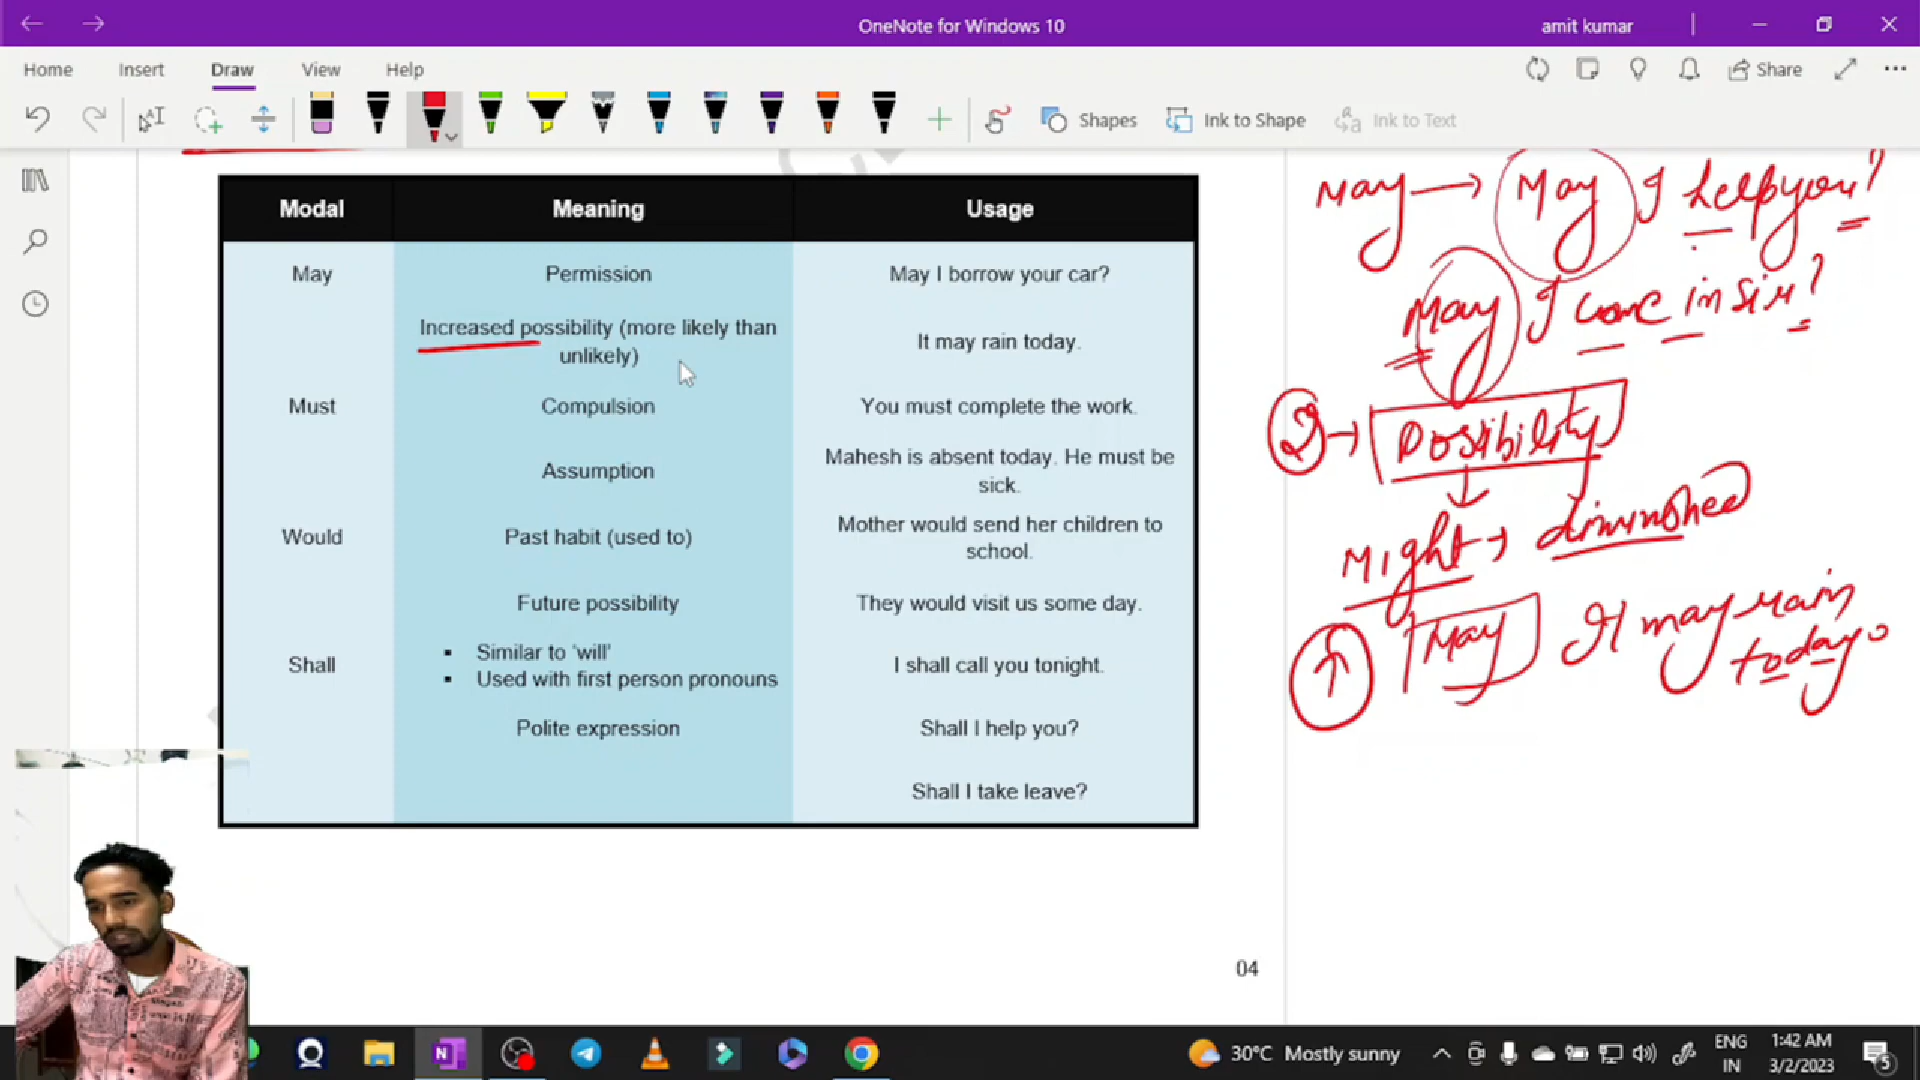 OneNote for Windows 10
amit kumar
Home Insert Draw View Help
Share
Shapes Ink to Shape Ink to Text
Modal Meaning Usage
May Permission May I borrow your car?
Increased possibility (more likely than
unlikely)
It may rain today.
Must Compulsion You must complete the work.
Assumption
Mahesh is absent today. He must be
sick.
Would Past habit (used to)
Mother would send her children to
school.
Future possibility They would visit us some day.
Shall
▪ Similar to 'will'
▪ Used with first person pronouns
I shall call you tonight.
Polite expression Shall I help you?
Shall I take leave?
04
May → May I help you?
May I come in sir?
2 → Possibility
↓
Might → diminished
↑ May It may rain
today.
30°C Mostly sunny
ENG
IN
1:42 AM
3/2/2023
5